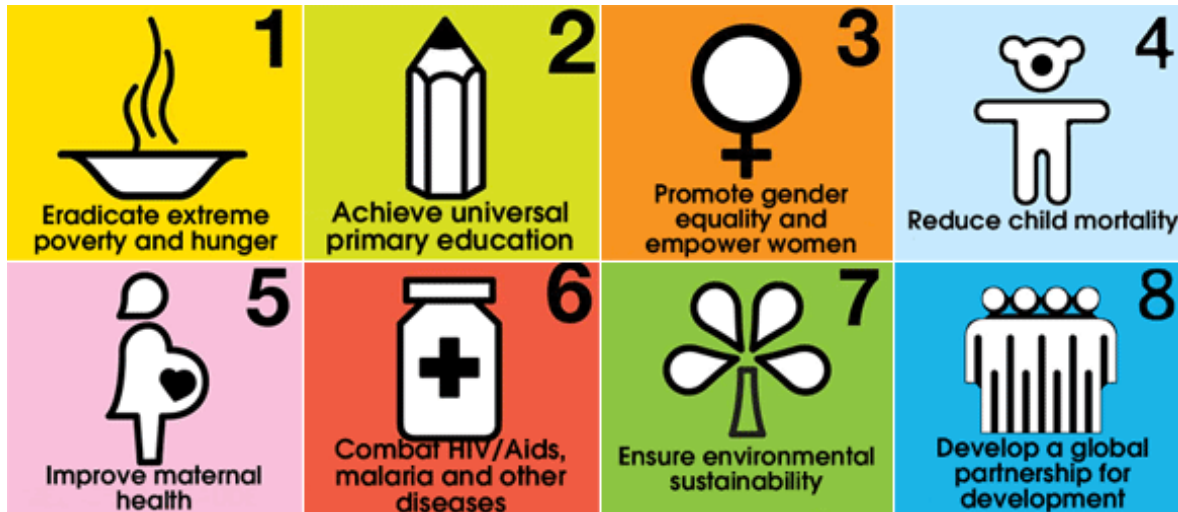 1
Eradicate extreme
poverty and hunger
2
Achieve universal
primary education
3
Promote gender
equality and
empower women
4
Reduce child mortality
5
Improve maternal
health
6
Combat HIV/Aids,
malaria and other
diseases
7
Ensure environmental
sustainability
8
Develop a global
partnership for
development